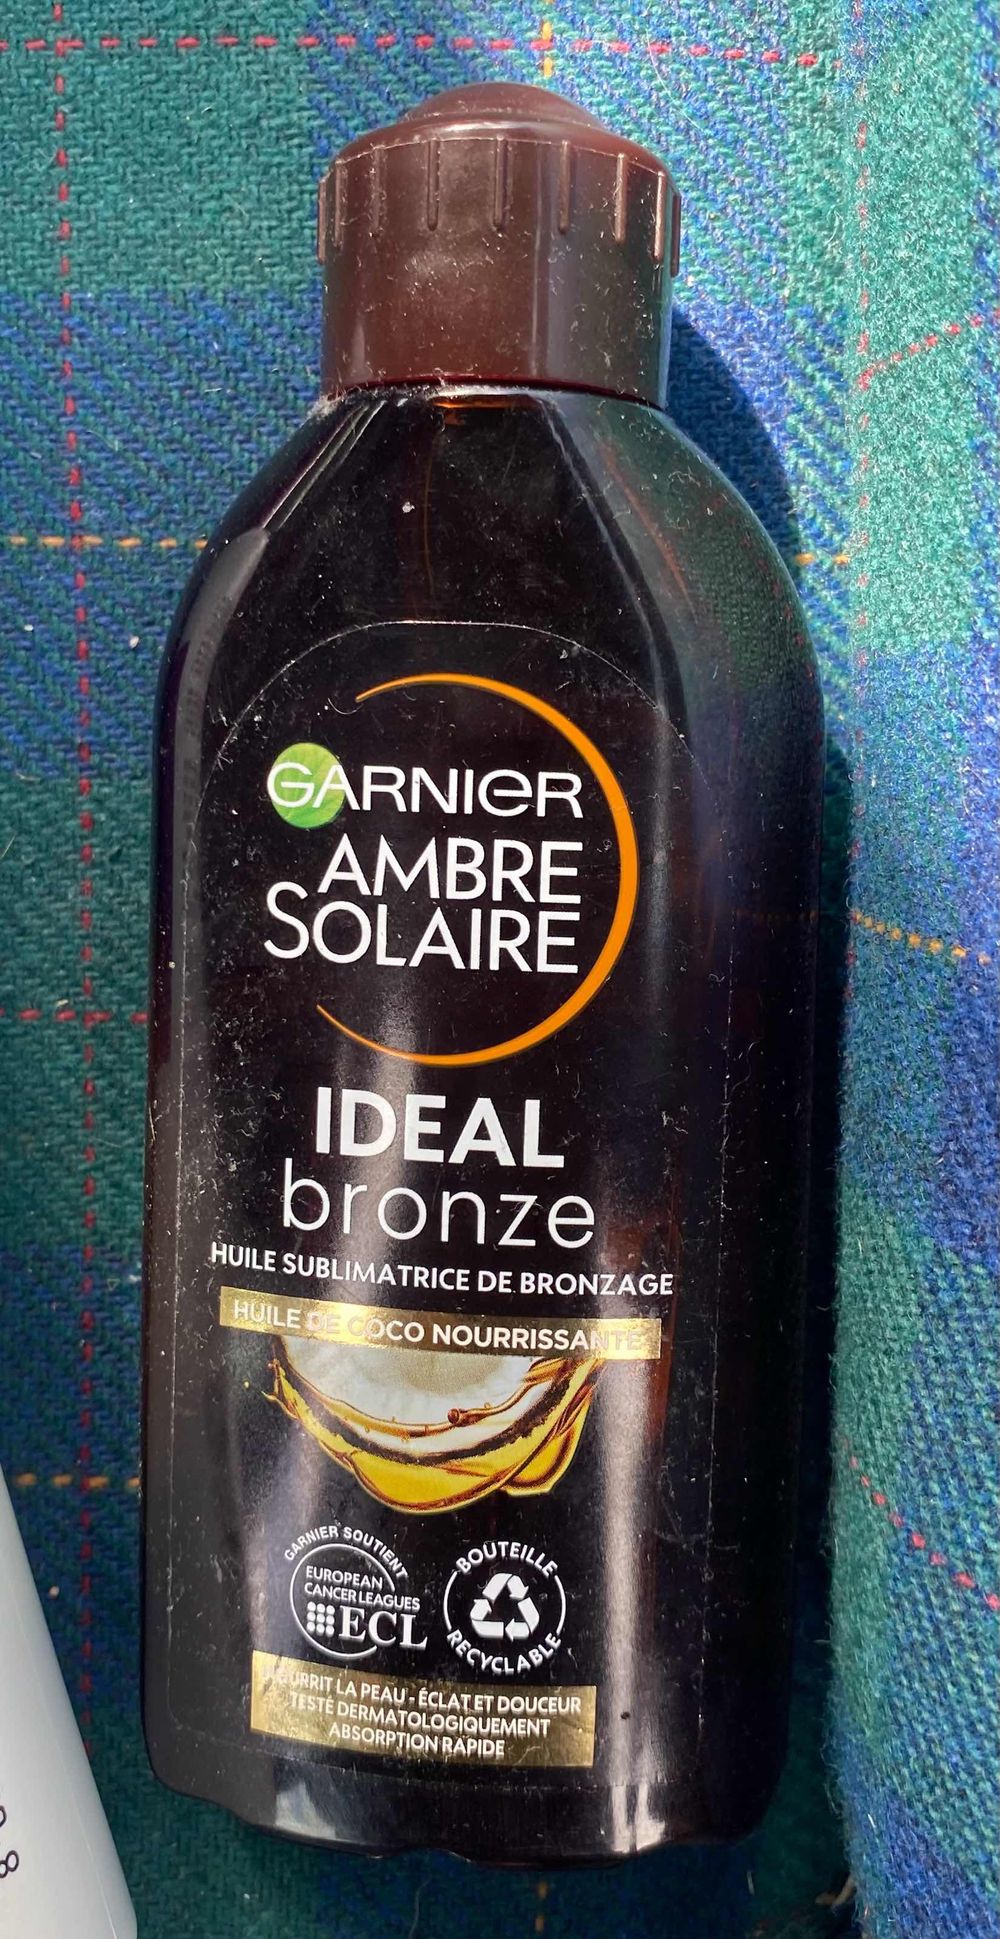 GARNIER
AMBRE
SOLAIRE
IDEAL
bronze
HUILE SUBLIMATRICE DE BRONZAGE
HUILE DE COCO NOURRISSANTE
GARNIER SOUTIENT
EUROPEAN
CANCER LEAGUES
ECL
BOUTEILLE
RECYCLABLE
NOURRIT LA PEAU - ÉCLAT ET DOUCEUR
TESTÉ DERMATOLOGIQUEMENT
ABSORPTION RAPIDE